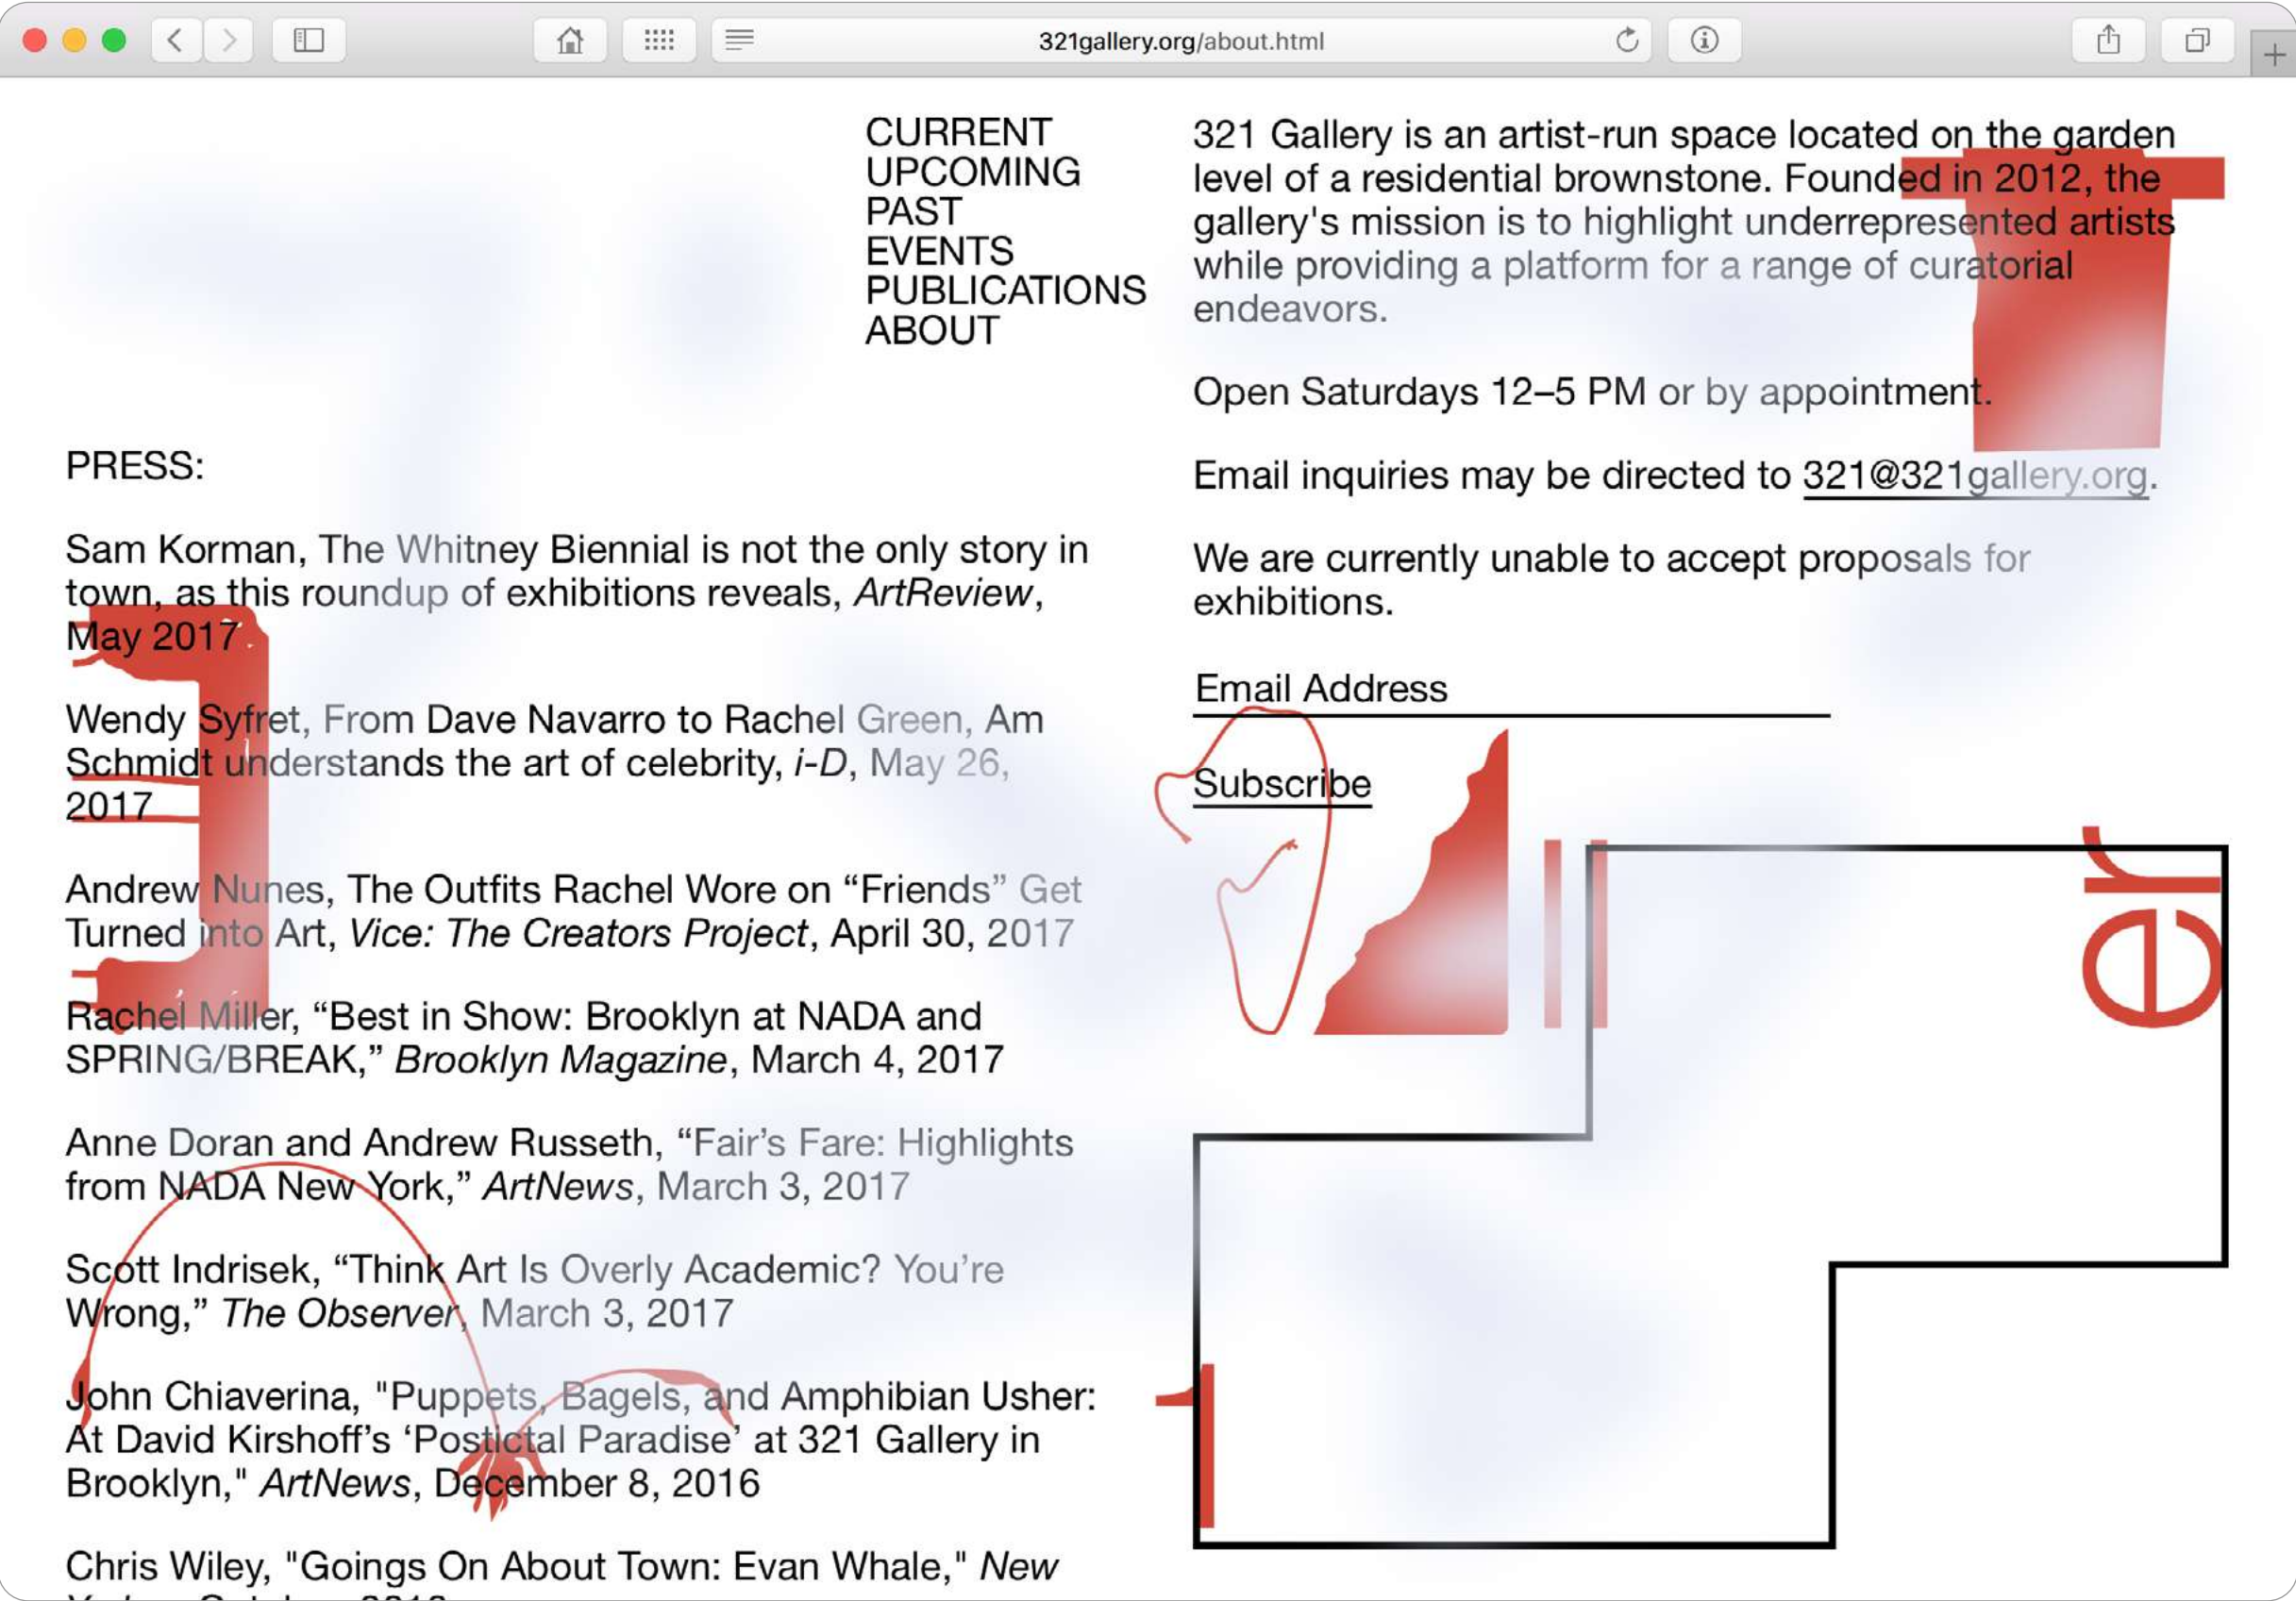 321gallery.org/about.html
CURRENT
UPCOMING
PAST
EVENTS
PUBLICATIONS
ABOUT
PRESS:
Sam Korman, The Whitney Biennial is not the only story in
town, as this roundup of exhibitions reveals, ArtReview,
May 2017.
Wendy Syfret, From Dave Navarro to Rachel Green, Am
Schmidt understands the art of celebrity, i-D, May 26,
2017
Andrew Nunes, The Outfits Rachel Wore on “Friends” Get
Turned into Art, Vice: The Creators Project, April 30, 2017
Rachel Miller, “Best in Show: Brooklyn at NADA and
SPRING/BREAK,” Brooklyn Magazine, March 4, 2017
Anne Doran and Andrew Russeth, “Fair’s Fare: Highlights
from NADA New York,” ArtNews, March 3, 2017
Scott Indrisek, “Think Art Is Overly Academic? You’re
Wrong,” The Observer, March 3, 2017
John Chiaverina, "Puppets, Bagels, and Amphibian Usher:
At David Kirshoff’s ‘Postictal Paradise’ at 321 Gallery in
Brooklyn," ArtNews, December 8, 2016
Chris Wiley, "Goings On About Town: Evan Whale," New
321 Gallery is an artist-run space located on the garden
level of a residential brownstone. Founded in 2012, the
gallery's mission is to highlight underrepresented artists
while providing a platform for a range of curatorial
endeavors.
Open Saturdays 12–5 PM or by appointment.
Email inquiries may be directed to 321@321gallery.org.
We are currently unable to accept proposals for
exhibitions.
Email Address
Subscribe
er
1